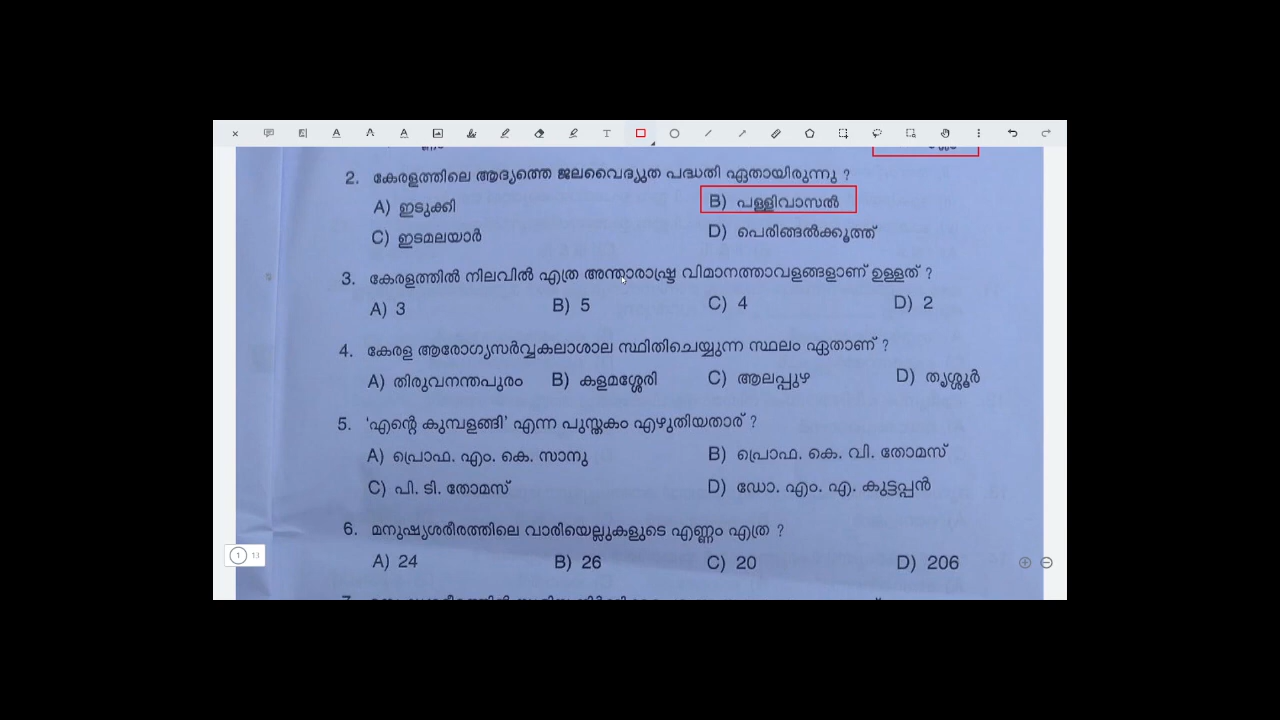 2. കേരളത്തിലെ ആദ്യത്തെ ജലവൈദ്യുത പദ്ധതി ഏതായിരുന്നു ?
A) ഇടുക്കി B) പള്ളിവാസൽ
C) ഇടമലയാർ D) പെരിങ്ങൽക്കൂത്ത്
3. കേരളത്തിൽ നിലവിൽ എത്ര അന്താരാഷ്ട്ര വിമാനത്താവളങ്ങളാണ് ഉള്ളത് ?
A) 3 B) 5 C) 4 D) 2
4. കേരള ആരോഗ്യസർവ്വകലാശാല സ്ഥിതിചെയ്യുന്ന സ്ഥലം ഏതാണ് ?
A) തിരുവനന്തപുരം B) കളമശ്ശേരി C) ആലപ്പുഴ D) തൃശ്ശൂർ
5. 'എന്റെ കുമ്പളങ്ങി' എന്ന പുസ്തകം എഴുതിയതാര് ?
A) പ്രൊഫ. എം. കെ. സാനു B) പ്രൊഫ. കെ. വി. തോമസ്
C) പി. ടി. തോമസ് D) ഡോ. എം. എ. കുട്ടപ്പൻ
6. മനുഷ്യശരീരത്തിലെ വാരിയെല്ലുകളുടെ എണ്ണം എത്ര ?
A) 24 B) 26 C) 20 D) 206
1 13